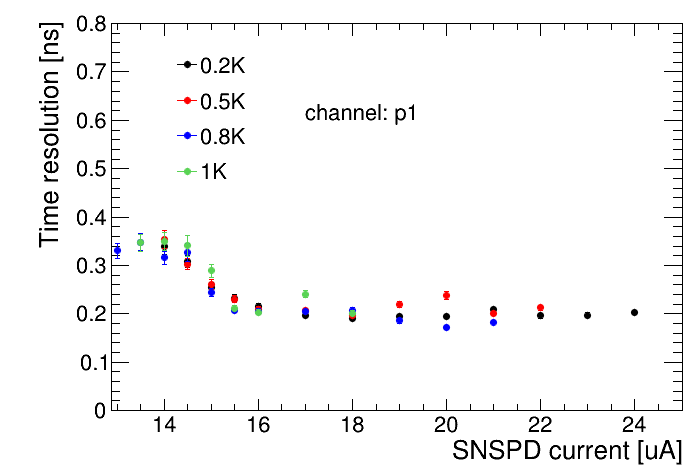 Time resolution [ns]
0.8
0.7
0.6
0.5
0.4
0.3
0.2
0.1
0
0.2K
0.5K
0.8K
1K
channel: p1
14 16 18 20 22 24
SNSPD current [uA]